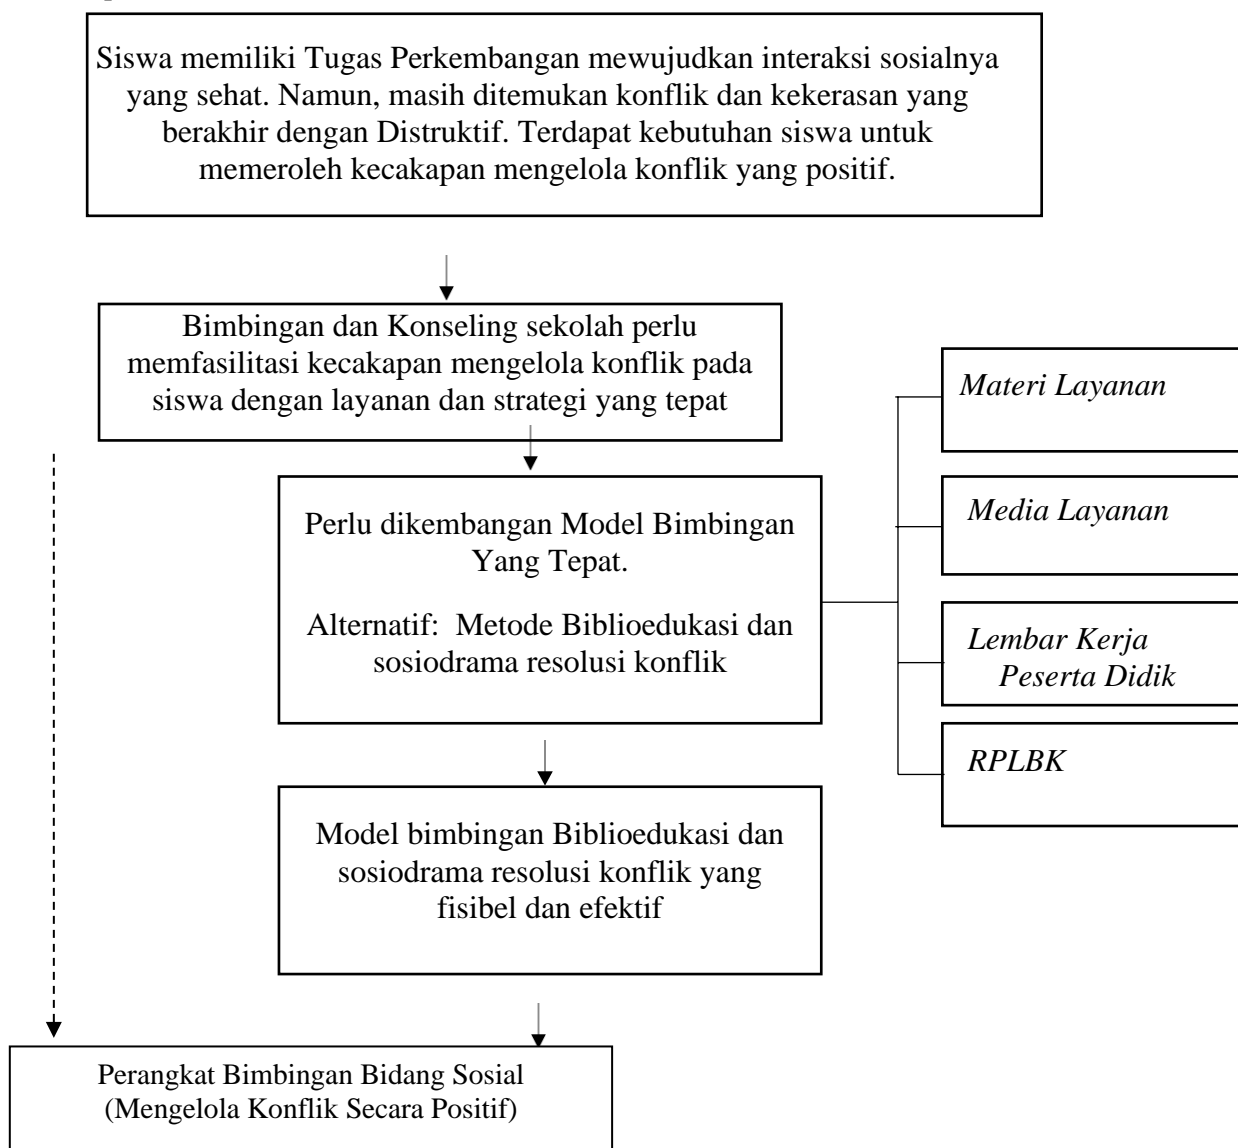 Siswa memiliki Tugas Perkembangan mewujudkan interaksi sosialnya
yang sehat. Namun, masih ditemukan konflik dan kekerasan yang
berakhir dengan Distruktif. Terdapat kebutuhan siswa untuk
memeroleh kecakapan mengelola konflik yang positif.
Bimbingan dan Konseling sekolah perlu
memfasilitasi kecakapan mengelola konflik pada
siswa dengan layanan dan strategi yang tepat
Perlu dikembangan Model Bimbingan
Yang Tepat.
Alternatif: Metode Biblioedukasi dan
sosiodrama resolusi konflik
Materi Layanan
Media Layanan
Lembar Kerja
Peserta Didik
RPLBK
Model bimbingan Biblioedukasi dan
sosiodrama resolusi konflik yang
fisibel dan efektif
Perangkat Bimbingan Bidang Sosial
(Mengelola Konflik Secara Positif)